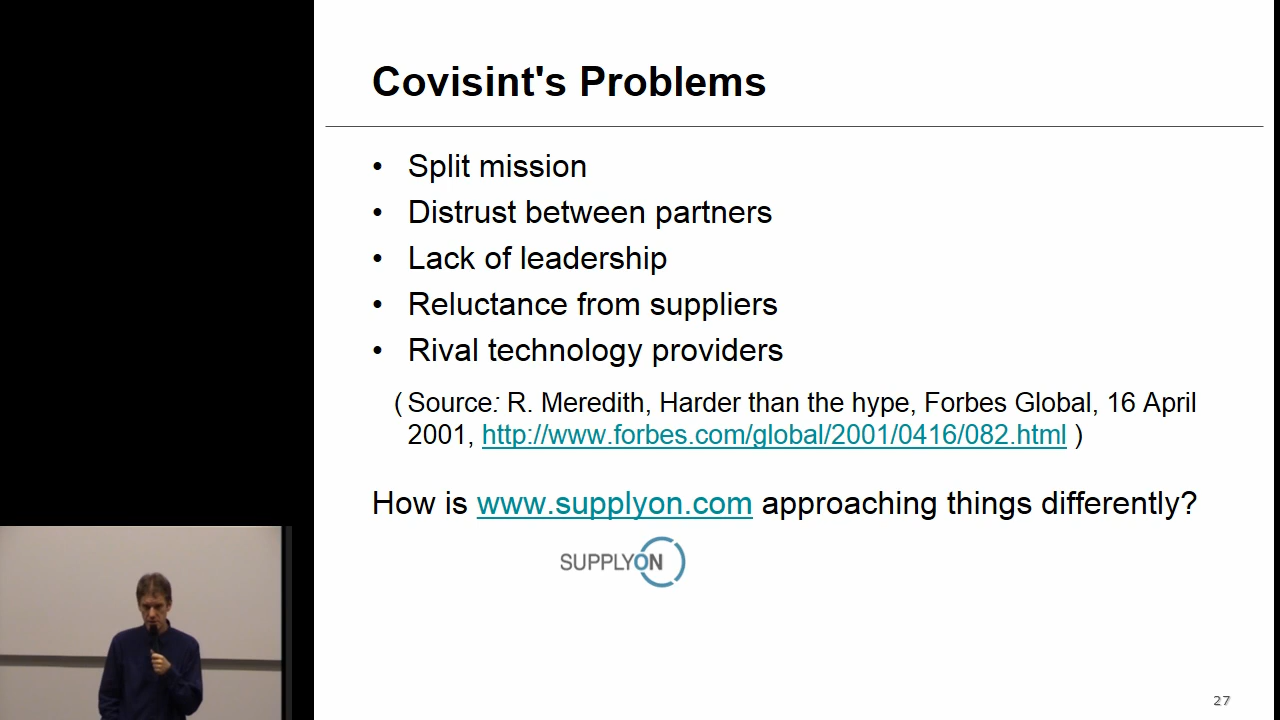 Covisint's Problems
• Split mission
• Distrust between partners
• Lack of leadership
• Reluctance from suppliers
• Rival technology providers
( Source: R. Meredith, Harder than the hype, Forbes Global, 16 April
2001, http://www.forbes.com/global/2001/0416/082.html )
How is www.supplyon.com approaching things differently?
SUPPLYON
27